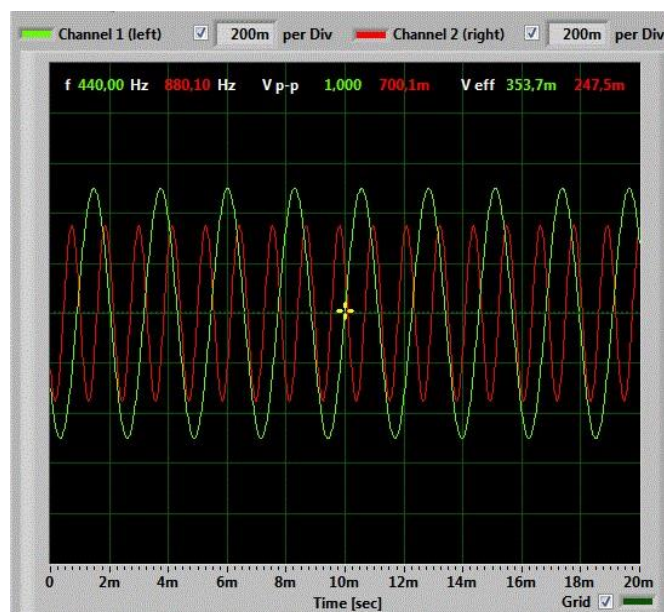 Channel 1 (left) 200m per Div Channel 2 (right) 200m per Div
f 440,00 Hz 880,10 Hz V p-p 1,000 700,1m V eff 353,7m 247,5m
0 2m 4m 6m 8m 10m 12m 14m 16m 18m 20m
Time [sec]
Grid